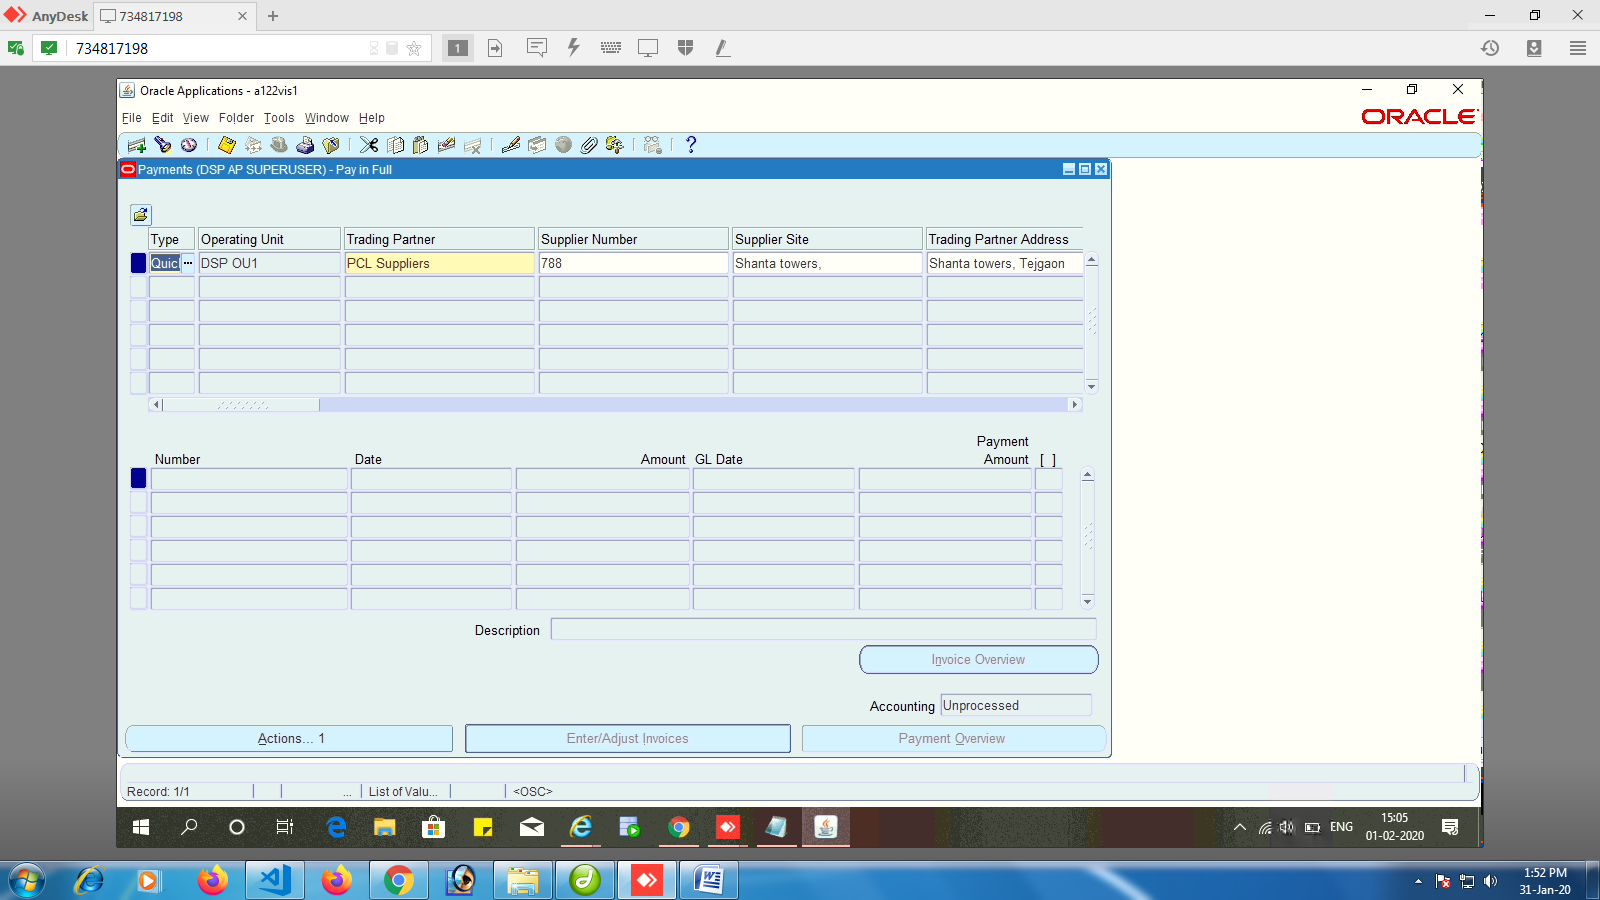 AnyDesk
734817198
734817198
1
Oracle Applications - a122vis1
File Edit View Folder Tools Window Help
ORACLE
Payments (DSP AP SUPERUSER) - Pay in Full
Type Operating Unit Trading Partner Supplier Number Supplier Site Trading Partner Address
Quic DSP OU1 PCL Suppliers 788 Shanta towers, Shanta towers, Tejgaon
Payment
Number Date Amount GL Date Amount [ ]
Description
Invoice Overview
Accounting Unprocessed
Actions... 1 Enter/Adjust Invoices Payment Overview
Record: 1/1 ... List of Valu... <OSC>
ENG
15:05
01-02-2020
1:52 PM
31-Jan-20